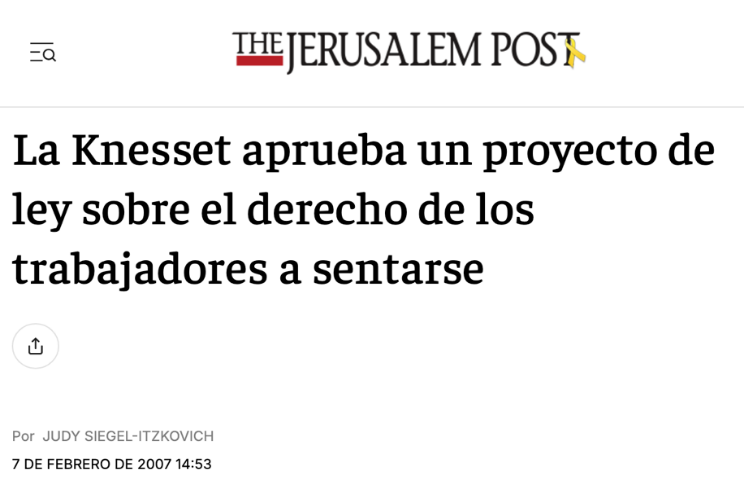 THE JERUSALEM POST
La Knesset aprueba un proyecto de
ley sobre el derecho de los
trabajadores a sentarse
Por JUDY SIEGEL-ITZKOVICH
7 DE FEBRERO DE 2007 14:53